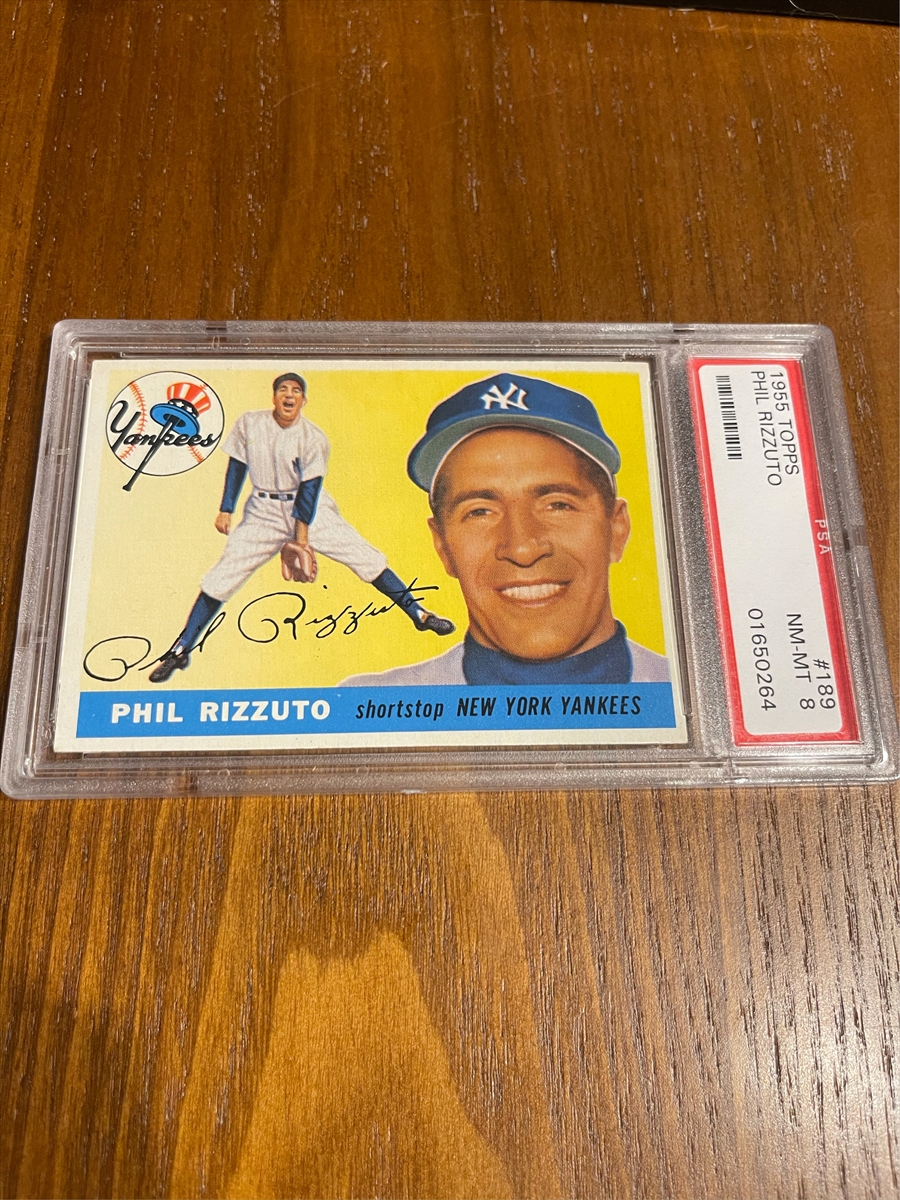 Yankees
Phil Rizzuto
PHIL RIZZUTO shortstop NEW YORK YANKEES
NY
1955 TOPPS #189
PHIL RIZZUTO NM-MT 8
01650264
PSA